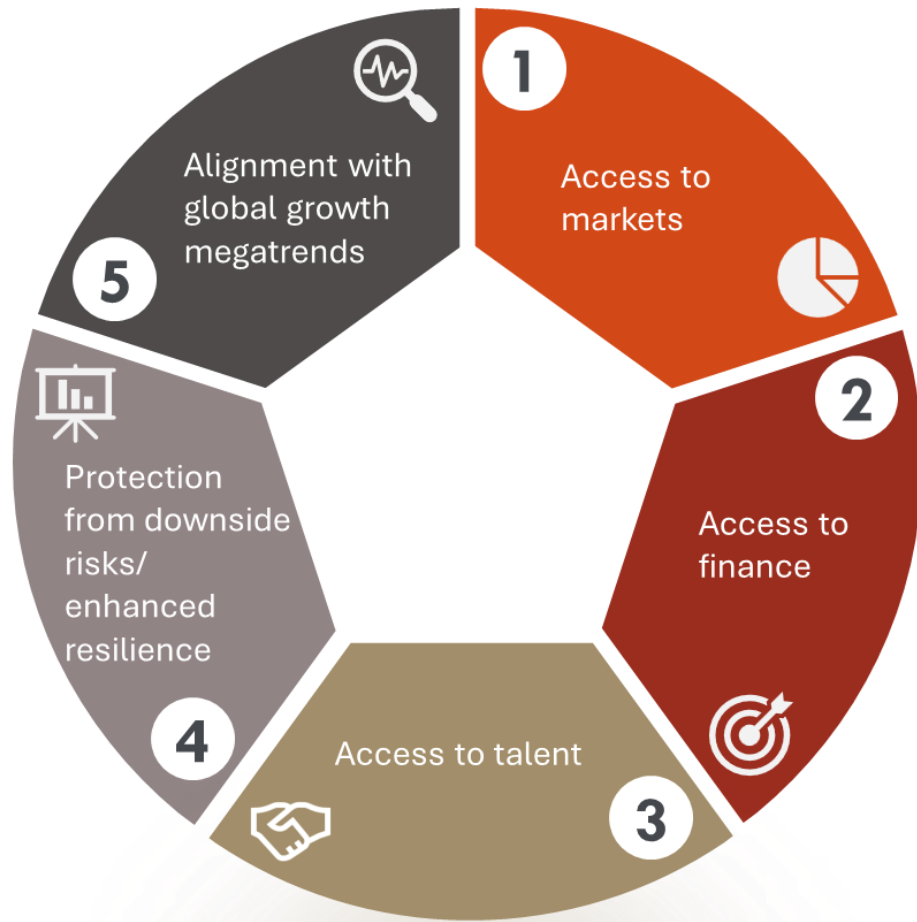 1
Access to
markets
2
Access to
finance
3
Access to talent
4
Protection
from downside
risks/
enhanced
resilience
5
Alignment with
global growth
megatrends